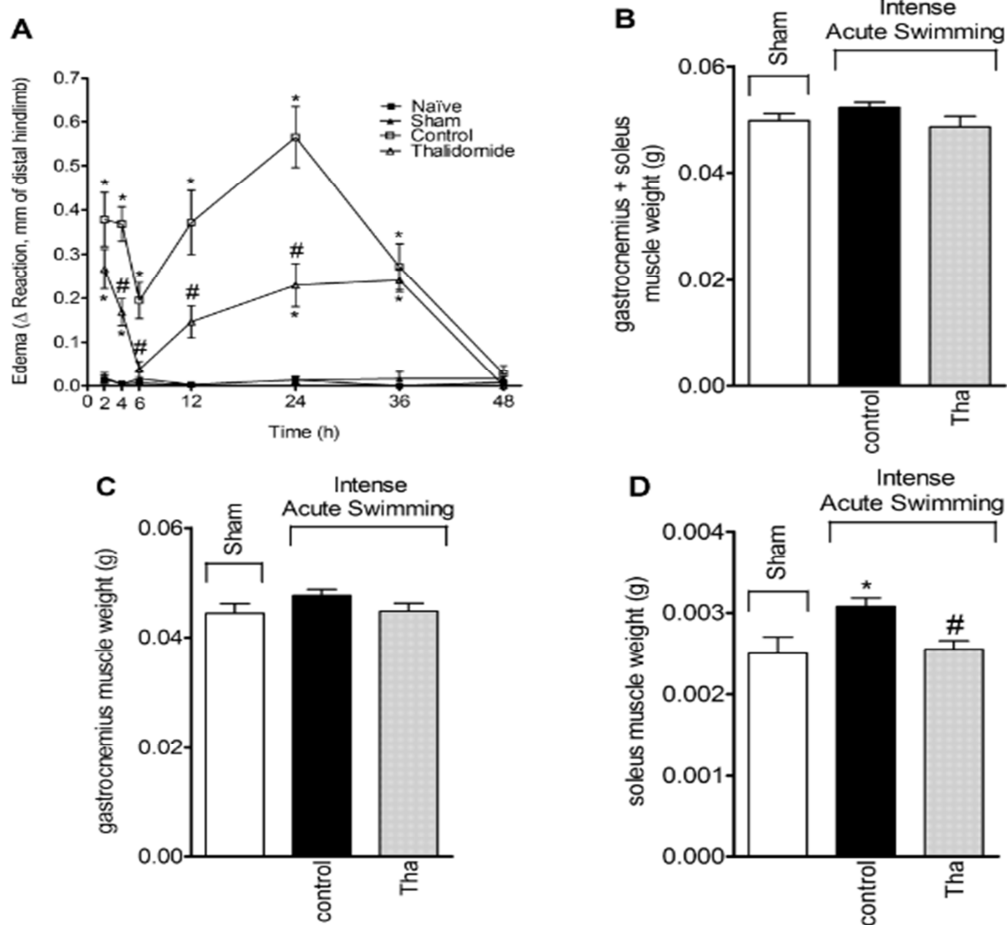 A
0.7
0.6
0.5
0.4
0.3
0.2
0.1
0.0
Edema (Δ Reaction, mm of distal hindlimb)
Naïve
Sham
Control
Thalidomide
* * * * * *
# # # #
* * * *
0 2 4 6 12 24 36 48
Time (h)
B
Sham
Intense
Acute Swimming
0.06
0.04
0.02
0.00
gastrocnemius + soleus
muscle weight (g)
control
Tha
C
Sham
Intense
Acute Swimming
0.06
0.04
0.02
0.00
gastrocnemius muscle weight (g)
control
Tha
D
Sham
Intense
Acute Swimming
0.004
0.003
0.002
0.001
0.000
soleus muscle weight (g)
*
#
control
Tha